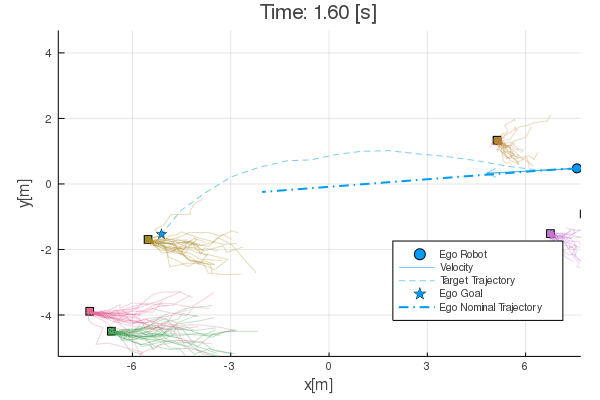 Time: 1.60 [s]
4
2
0
-2
-4
y[m]
Ego Robot
Velocity
Target Trajectory
Ego Goal
Ego Nominal Trajectory
-6 -3 0 3 6
x[m]